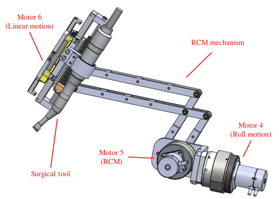 Motor 6
(Linear motion)
RCM mechanism
Motor 4
(Roll motion)
Motor 5
(RCM)
Surgical tool